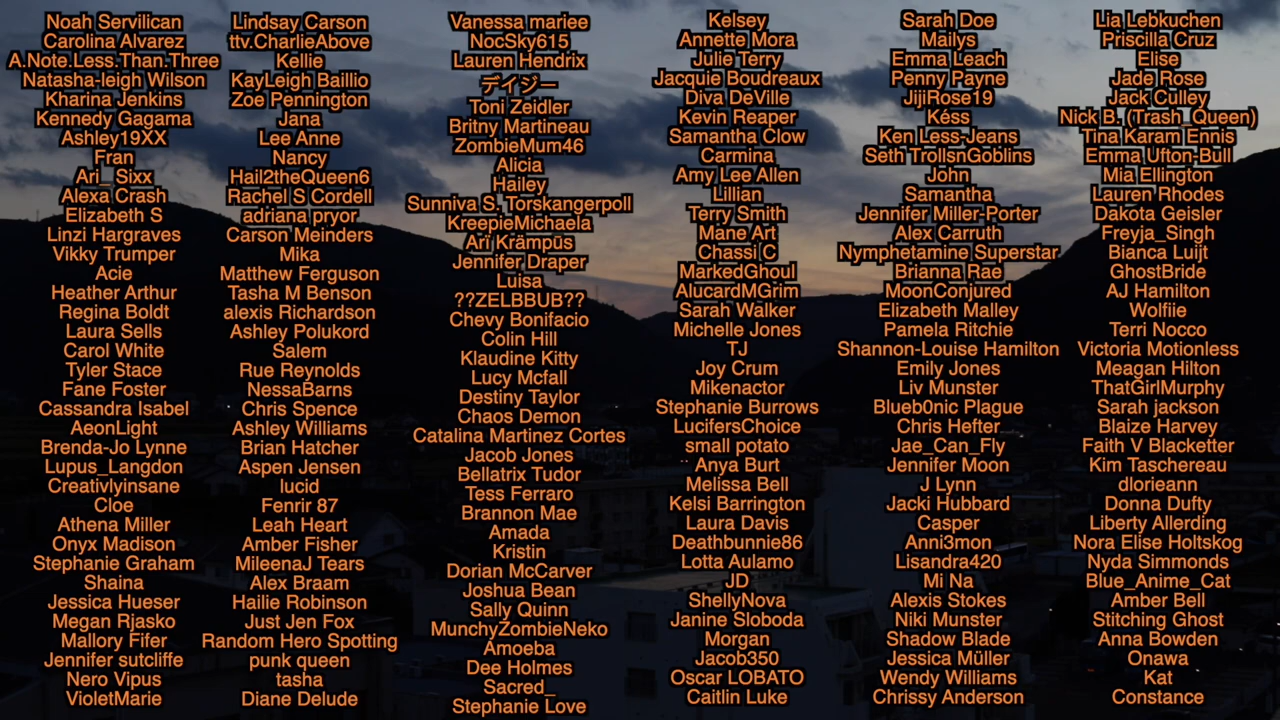 Noah Servilican
Carolina Alvarez
A.Note.Less.Than.Three
Natasha-leigh Wilson
Kharina Jenkins
Kennedy Gagama
Ashley19XX
Fran
Ari_ Sixx
Alexa Crash
Elizabeth S
Linzi Hargraves
Vikky Trumper
Acie
Heather Arthur
Regina Boldt
Laura Sells
Carol White
Tyler Stace
Fane Foster
Cassandra Isabel
AeonLight
Brenda-Jo Lynne
Lupus_Langdon
Creativlyinsane
Cloe
Athena Miller
Onyx Madison
Stephanie Graham
Shaina
Jessica Hueser
Megan Rjasko
Mallory Fifer
Jennifer sutcliffe
Nero Vipus
VioletMarie
Lindsay Carson
ttv.CharlieAbove
Kellie
KayLeigh Baillio
Zoe Pennington
Jana
Lee Anne
Nancy
Hail2theQueen6
Rachel S Cordell
adriana pryor
Carson Meinders
Mika
Matthew Ferguson
Tasha M Benson
alexis Richardson
Ashley Polukord
Salem
Rue Reynolds
NessaBarns
Chris Spence
Ashley Williams
Brian Hatcher
Aspen Jensen
lucid
Fenrir 87
Leah Heart
Amber Fisher
MileenaJ Tears
Alex Braam
Hailie Robinson
Just Jen Fox
Random Hero Spotting
punk queen
tasha
Diane Delude
Vanessa mariee
NocSky615
Lauren Hendrix
デイジー
Toni Zeidler
Britny Martineau
ZombieMum46
Alicia
Hailey
Sunniva S. Torskangerpoll
KreepieMichaela
Arï Krämpüs
Jennifer Draper
Luisa
??ZELBBUB??
Chevy Bonifacio
Colin Hill
Klaudine Kitty
Lucy Mcfall
Destiny Taylor
Chaos Demon
Catalina Martinez Cortes
Jacob Jones
Bellatrix Tudor
Tess Ferraro
Brannon Mae
Amada
Kristin
Dorian McCarver
Joshua Bean
Sally Quinn
MunchyZombieNeko
Amoeba
Dee Holmes
Sacred_
Stephanie Love
Kelsey
Annette Mora
Julie Terry
Jacquie Boudreaux
Diva DeVille
Kevin Reaper
Samantha Clow
Carmina
Amy Lee Allen
Lillian
Terry Smith
Mane Art
Chassi C
MarkedGhoul
AlucardMGrim
Sarah Walker
Michelle Jones
TJ
Joy Crum
Mikenactor
Stephanie Burrows
LucifersChoice
small potato
Anya Burt
Melissa Bell
Kelsi Barrington
Laura Davis
Deathbunnie86
Lotta Aulamo
JD
ShellyNova
Janine Sloboda
Morgan
Jacob350
Oscar LOBATO
Caitlin Luke
Sarah Doe
Mailys
Emma Leach
Penny Payne
JijiRose19
Késs
Ken Less-Jeans
Seth TrollsnGoblins
John
Samantha
Jennifer Miller-Porter
Alex Carruth
Nymphetamine Superstar
Brianna Rae
MoonConjured
Elizabeth Malley
Pamela Ritchie
Shannon-Louise Hamilton
Emily Jones
Liv Munster
Blueb0nic Plague
Chris Hefter
Jae_Can_Fly
Jennifer Moon
J Lynn
Jacki Hubbard
Casper
Anni3mon
Lisandra420
Mi Na
Alexis Stokes
Niki Munster
Shadow Blade
Jessica Müller
Wendy Williams
Chrissy Anderson
Lia Lebkuchen
Priscilla Cruz
Elise
Jade Rose
Jack Culley
Nick B. (Trash_Queen)
Tina Karam Ennis
Emma Ufton-Bull
Mia Ellington
Lauren Rhodes
Dakota Geisler
Freyja_Singh
Bianca Luijt
GhostBride
AJ Hamilton
Wolfiie
Terri Nocco
Victoria Motionless
Meagan Hilton
ThatGirlMurphy
Sarah jackson
Blaize Harvey
Faith V Blacketter
Kim Taschereau
dlorieann
Donna Dufty
Liberty Allerding
Nora Elise Holtskog
Nyda Simmonds
Blue_Anime_Cat
Amber Bell
Stitching Ghost
Anna Bowden
Onawa
Kat
Constance